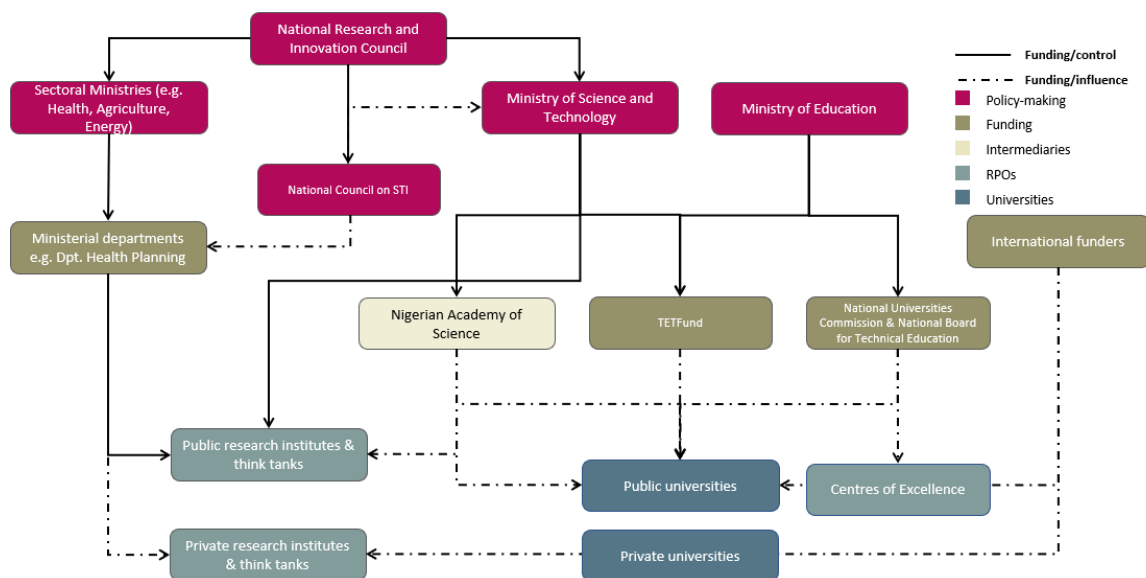 National Research and
Innovation Council
Funding/control
Funding/influence
Sectoral Ministries (e.g.
Health, Agriculture,
Energy)
Ministry of Science and
Technology
Ministry of Education
Policy-making
Funding
Intermediaries
RPOs
Universities
National Council on STI
Ministerial departments
e.g. Dpt. Health Planning
International funders
Nigerian Academy of
Science
TETFund
National Universities
Commission & National Board
for Technical Education
Public research institutes &
think tanks
Public universities
Centres of Excellence
Private research institutes
& think tanks
Private universities